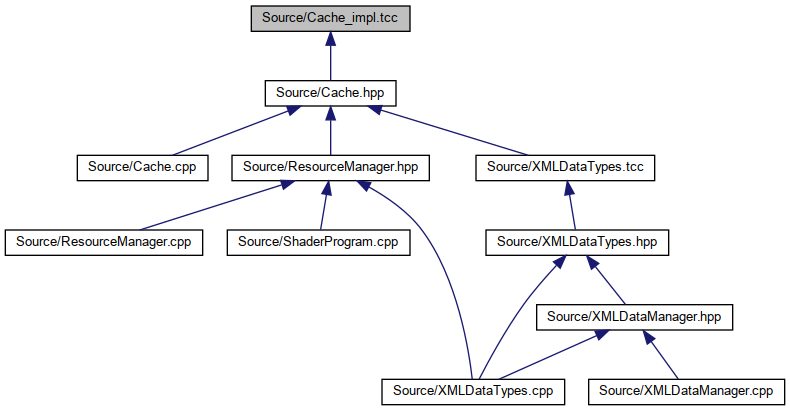 Source/Cache_impl.tcc
Source/Cache.hpp
Source/Cache.cpp
Source/ResourceManager.hpp
Source/XMLDataTypes.tcc
Source/ResourceManager.cpp
Source/ShaderProgram.cpp
Source/XMLDataTypes.hpp
Source/XMLDataManager.hpp
Source/XMLDataTypes.cpp
Source/XMLDataManager.cpp